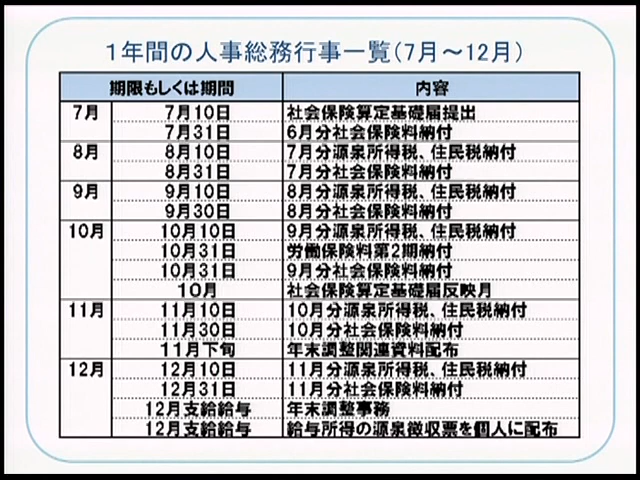 1年間の人事総務行事一覧(7月～12月)
期限もしくは期間 内容
7月 7月10日 社会保険算定基礎届提出
7月31日 6月分社会保険料納付
8月 8月10日 7月分源泉所得税、住民税納付
8月31日 7月分社会保険料納付
9月 9月10日 8月分源泉所得税、住民税納付
9月30日 8月分社会保険料納付
10月 10月10日 9月分源泉所得税、住民税納付
10月31日 労働保険料第2期納付
10月31日 9月分社会保険料納付
10月 社会保険算定基礎届反映月
11月 11月10日 10月分源泉所得税、住民税納付
11月30日 10月分社会保険料納付
11月下旬 年末調整関連資料配布
12月 12月10日 11月分源泉所得税、住民税納付
12月31日 11月分社会保険料納付
12月支給給与 年末調整事務
12月支給給与 給与所得の源泉徴収票を個人に配布